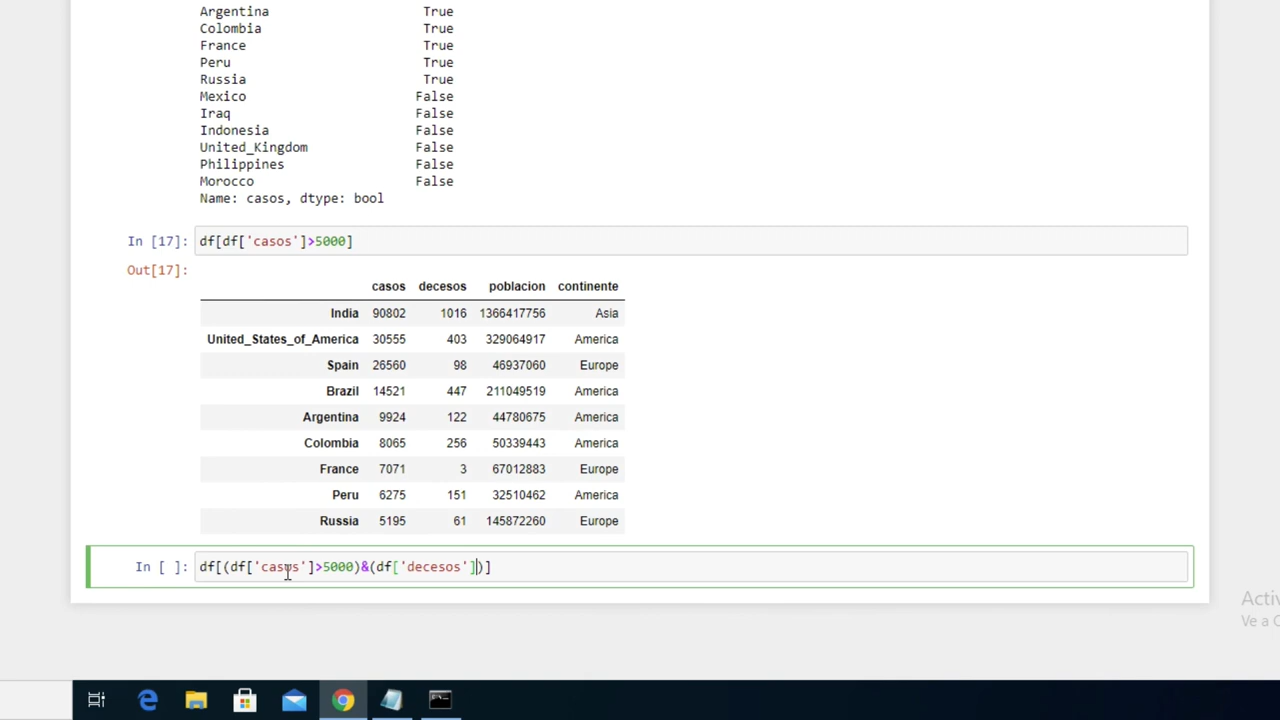 Argentina True
Colombia True
France True
Peru True
Russia True
Mexico False
Iraq False
Indonesia False
United_Kingdom False
Philippines False
Morocco False
Name: casos, dtype: bool
In [17]: df[df['casos']>5000]
Out[17]:
casos decesos poblacion continente
India 90802 1016 1366417756 Asia
United_States_of_America 30555 403 329064917 America
Spain 26560 98 46937060 Europe
Brazil 14521 447 211049519 America
Argentina 9924 122 44780675 America
Colombia 8065 256 50339443 America
France 7071 3 67012883 Europe
Peru 6275 151 32510462 America
Russia 5195 61 145872260 Europe
In [ ]: df[(df['casos']>5000)&(df['decesos'])]
Activ
Ve a C